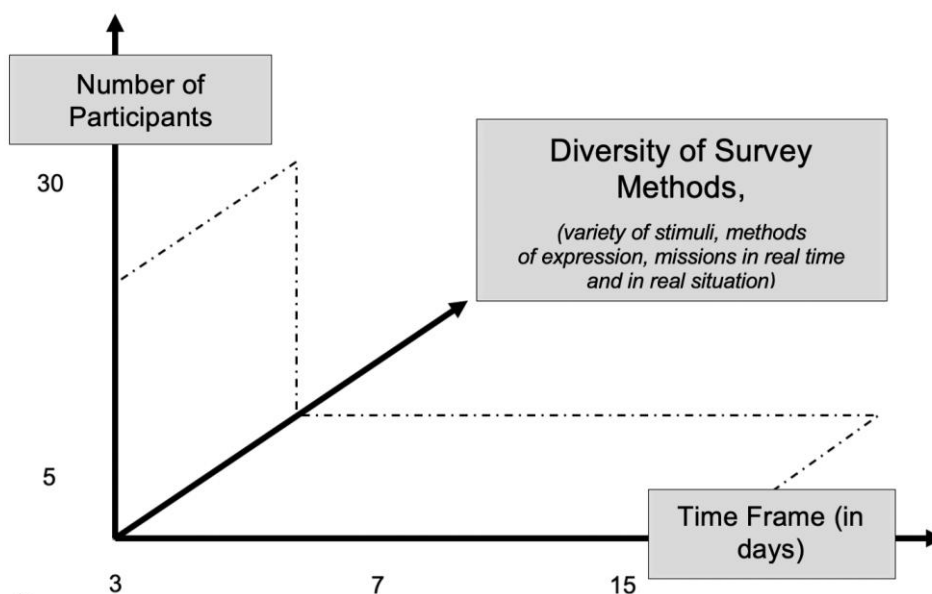 Number of
Participants
Diversity of Survey
Methods,
(variety of stimuli, methods
of expression, missions in real time
and in real situation)
30
5
Time Frame (in
days)
3
7
15